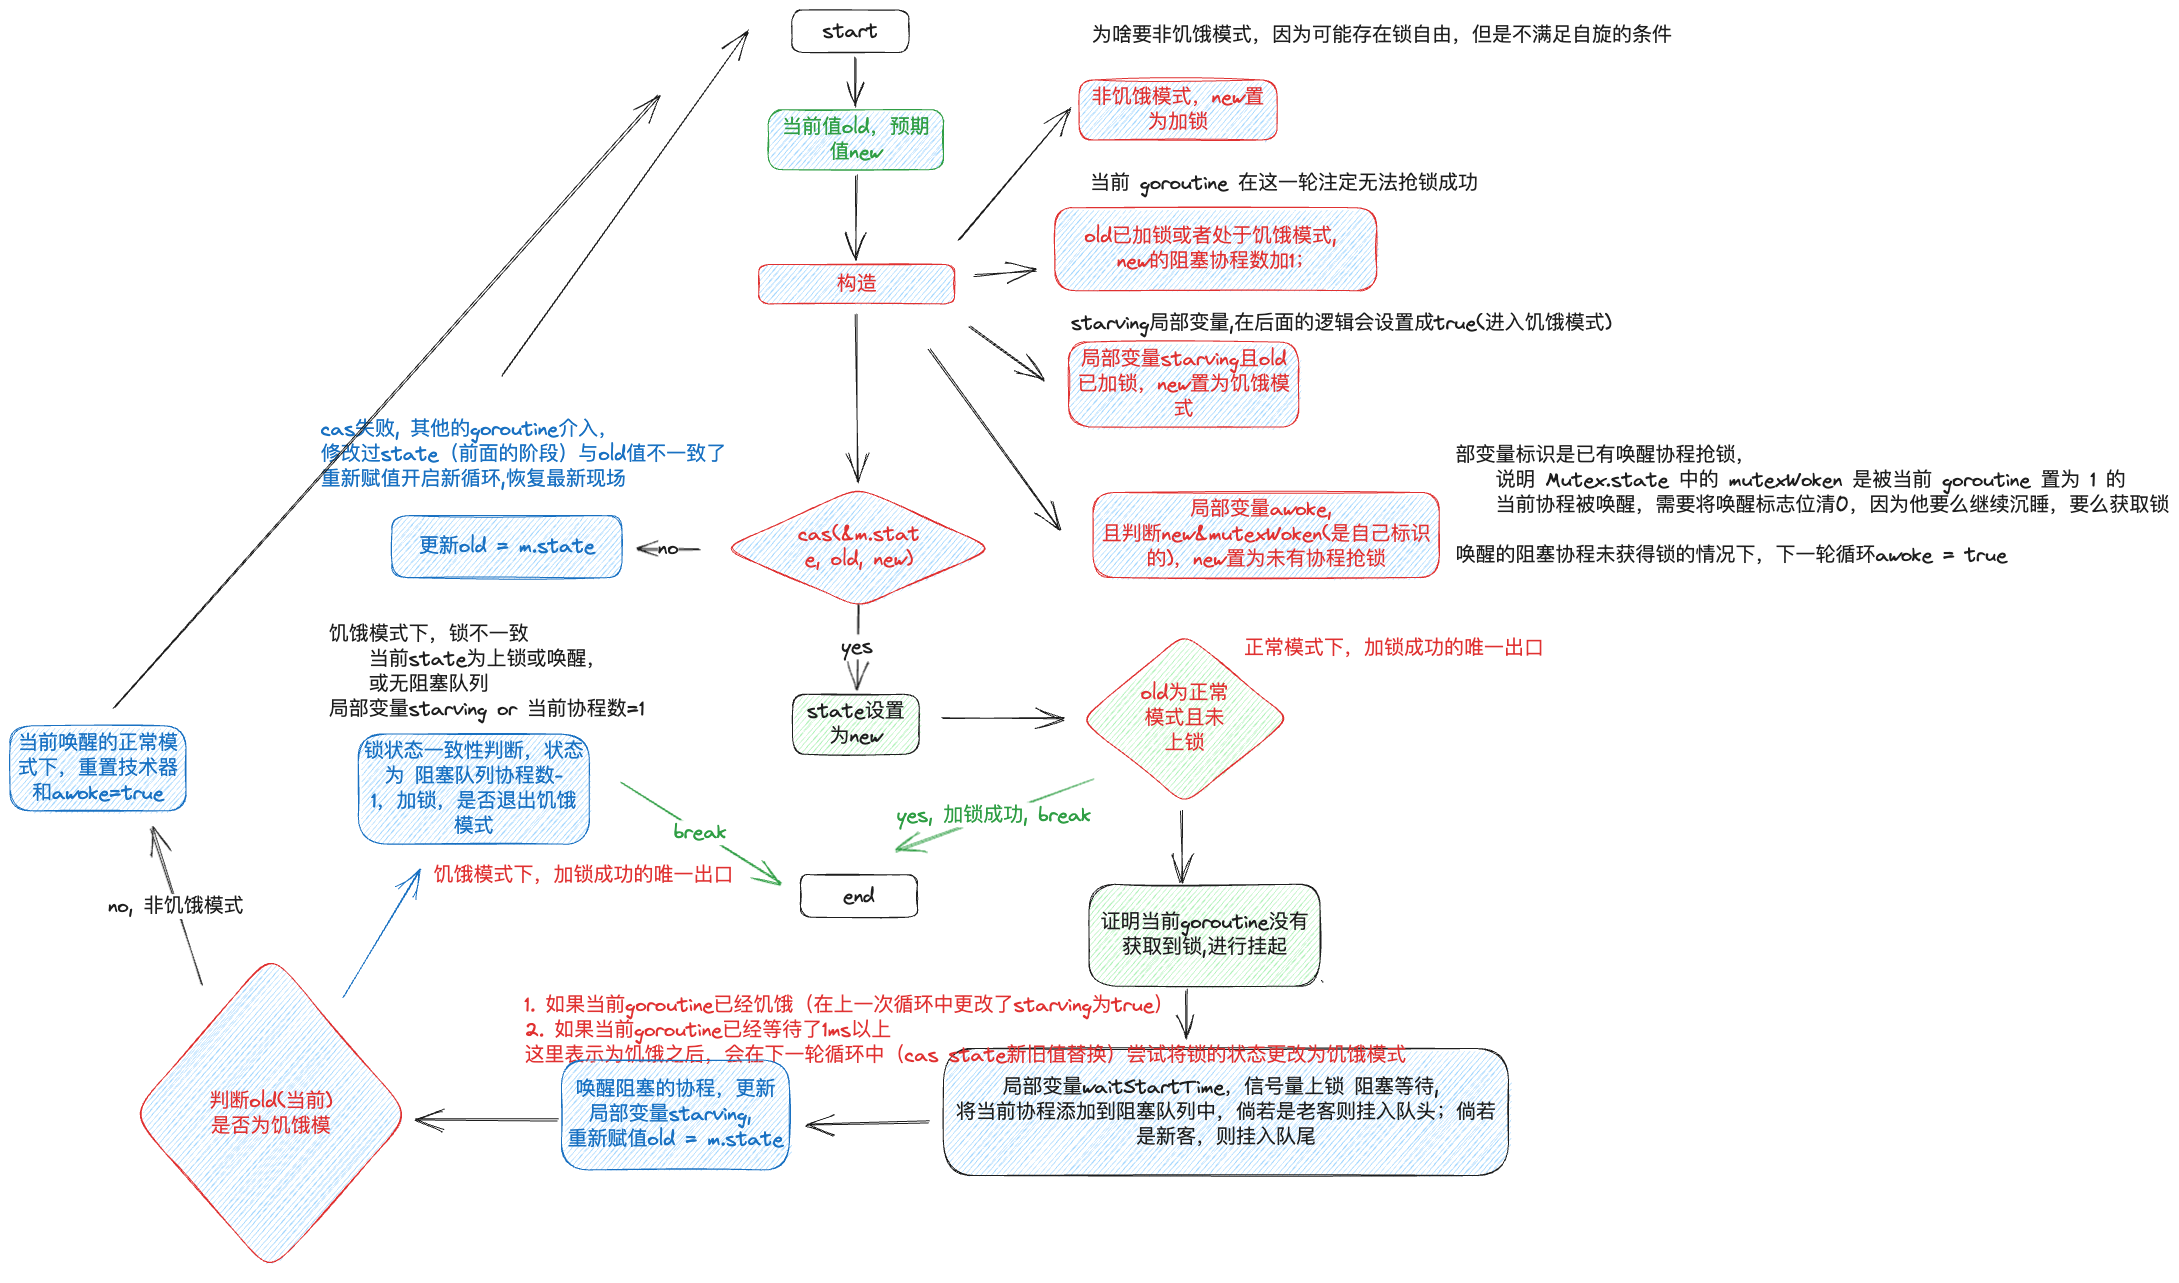 start
为啥要非饥饿模式，因为可能存在锁自由，但是不满足自旋的条件
非饥饿模式，new置
为加锁
当前值old，预期
值new
当前 goroutine 在这一轮注定无法抢锁成功
old已加锁或者处于饥饿模式,
new的阻塞协程数加1；
构造
starving局部变量,在后面的逻辑会设置成true(进入饥饿模式)
局部变量starving且old
已加锁，new置为饥饿模
式
cas失败, 其他的goroutine介入,
修改过state（前面的阶段）与old值不一致了
重新赋值开启新循环,恢复最新现场
部变量标识是已有唤醒协程抢锁,
说明 Mutex.state 中的 mutexWoken 是被当前 goroutine 置为 1 的
当前协程被唤醒，需要将唤醒标志位清0，因为他要么继续沉睡，要么获取锁
唤醒的阻塞协程未获得锁的情况下，下一轮循环awoke = true
局部变量awoke,
且判断new&mutexWoken(是自己标识
的)，new置为未有协程抢锁
cas(&m.stat
e, old, new)
no
更新old = m.state
yes
饥饿模式下，锁不一致
当前state为上锁或唤醒,
或无阻塞队列
局部变量starving or 当前协程数=1
正常模式下，加锁成功的唯一出口
old为正常
模式且未
上锁
state设置
为new
当前唤醒的正常模
式下，重置技术器
和awoke=true
锁状态一致性判断，状态
为 阻塞队列协程数-
1，加锁，是否退出饥饿
模式
break
yes, 加锁成功, break
饥饿模式下，加锁成功的唯一出口
end
no, 非饥饿模式
证明当前goroutine没有
获取到锁,进行挂起
1. 如果当前goroutine已经饥饿（在上一次循环中更改了starving为true）
2. 如果当前goroutine已经等待了1ms以上
这里表示为饥饿之后，会在下一轮循环中（cas state新旧值替换）尝试将锁的状态更改为饥饿模式
判断old(当前)
是否为饥饿模
唤醒阻塞的协程，更新
局部变量starving,
重新赋值old = m.state
局部变量waitStartTime，信号量上锁 阻塞等待,
将当前协程添加到阻塞队列中，倘若是老客则挂入队头；倘若
是新客，则挂入队尾